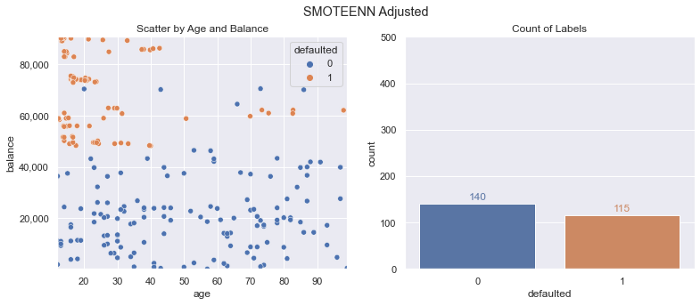 SMOTEENN Adjusted
Scatter by Age and Balance
80,000
60,000
40,000
20,000
balance
20 30 40 50 60 70 80 90
age
defaulted
0
1
Count of Labels
500
400
300
200
100
0
count
140
115
0 1
defaulted